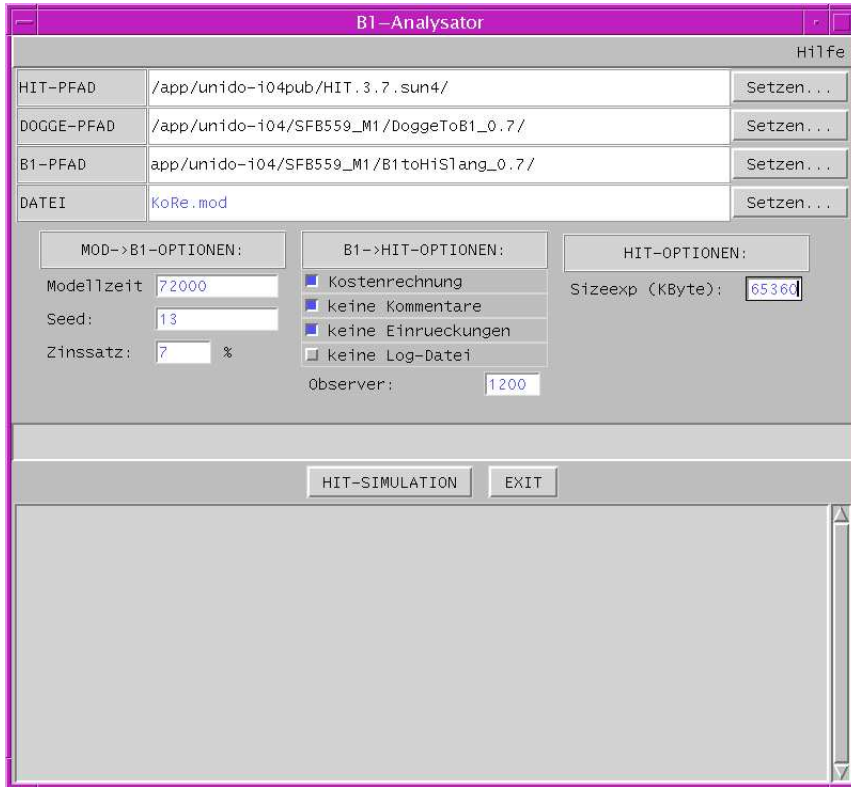 B1-Analysator
Hilfe
HIT-PFAD /app/unido-i04pub/HIT.3.7.sun4/ Setzen...
DOGGE-PFAD /app/unido-i04/SFB559_M1/DoggeToB1_0.7/ Setzen...
B1-PFAD app/unido-i04/SFB559_M1/B1toHiSlang_0.7/ Setzen...
DATEI KoRe.mod Setzen...
MOD->B1-OPTIONEN: B1->HIT-OPTIONEN: HIT-OPTIONEN:
Modellzeit 72000 Kostenrechnung Sizeexp (KByte): 65360
Seed: 13 keine Kommentare
keine Einrueckungen
Zinssatz: 7 % keine Log-Datei
Observer: 1200
HIT-SIMULATION EXIT